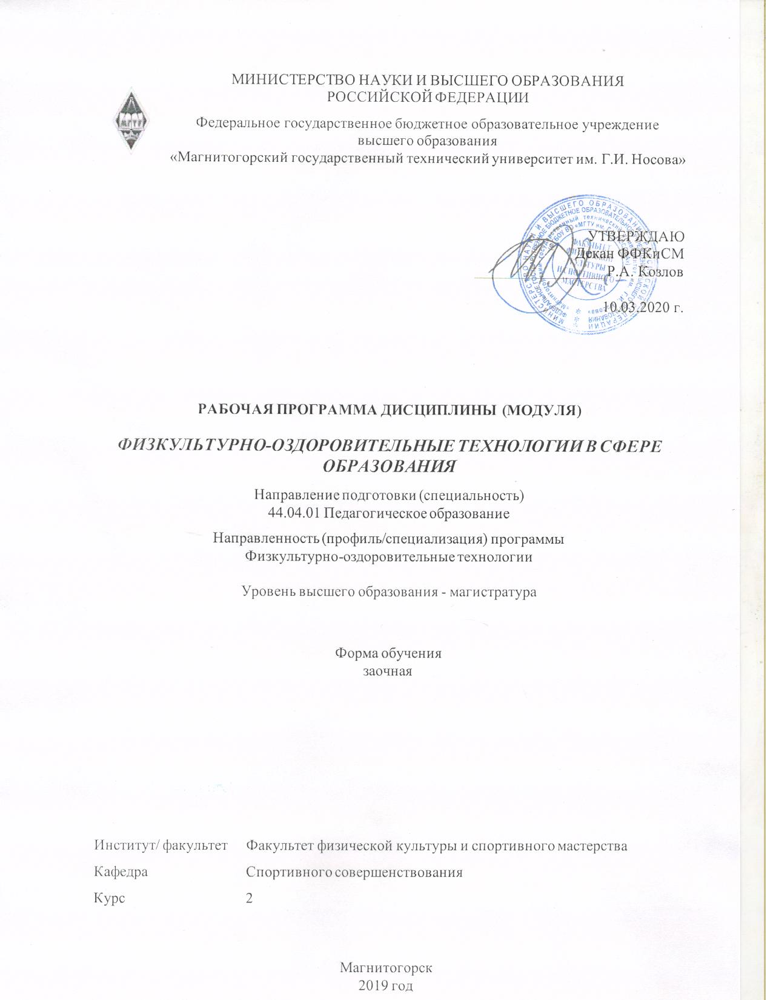 МИНИСТЕРСТВО НАУКИ И ВЫСШЕГО ОБРАЗОВАНИЯ
РОССИЙСКОЙ ФЕДЕРАЦИИ
МГТУ
Федеральное государственное бюджетное образовательное учреждение
высшего образования
«Магнитогорский государственный технический университет им. Г.И. Носова»
УТВЕРЖДАЮ
Декан ФФКиСМ
Р.А. Козлов
10.03.2020 г.
РАБОЧАЯ ПРОГРАММА ДИСЦИПЛИНЫ (МОДУЛЯ)
ФИЗКУЛЬТУРНО-ОЗДОРОВИТЕЛЬНЫЕ ТЕХНОЛОГИИ В СФЕРЕ
ОБРАЗОВАНИЯ
Направление подготовки (специальность)
44.04.01 Педагогическое образование
Направленность (профиль/специализация) программы
Физкультурно-оздоровительные технологии
Уровень высшего образования - магистратура
Форма обучения
заочная
Институт/ факультет Факультет физической культуры и спортивного мастерства
Кафедра Спортивного совершенствования
Курс 2
Магнитогорск
2019 год